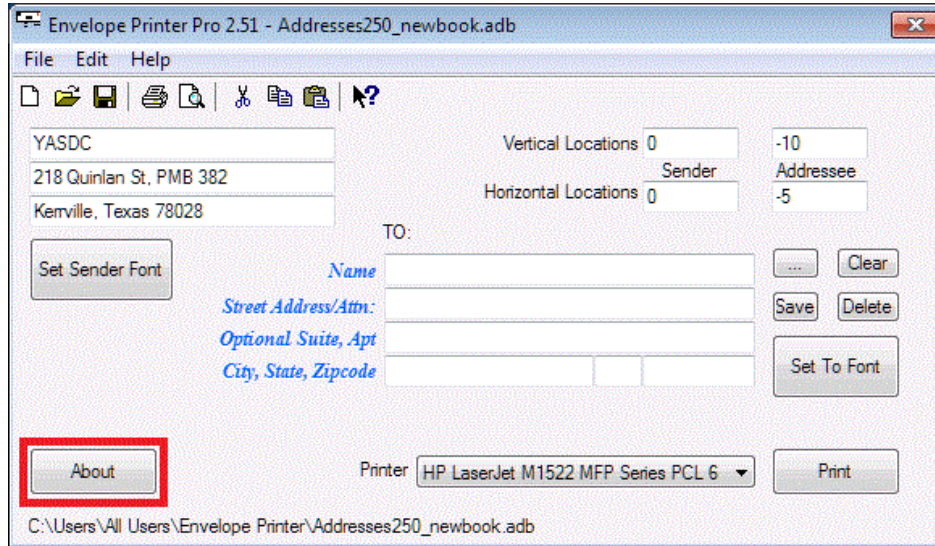 Envelope Printer Pro 2.51 - Addresses250_newbook.adb
File Edit Help
YASDC
218 Quinlan St, PMB 382
Kerrville, Texas 78028
Vertical Locations 0 -10
Sender Addressee
Horizontal Locations 0 -5
TO:
Set Sender Font
Name
... Clear
Street Address/Attn:
Save Delete
Optional Suite, Apt
City, State, Zipcode
Set To Font
About
Printer HP LaserJet M1522 MFP Series PCL 6
Print
C:\Users\All Users\Envelope Printer\Addresses250_newbook.adb